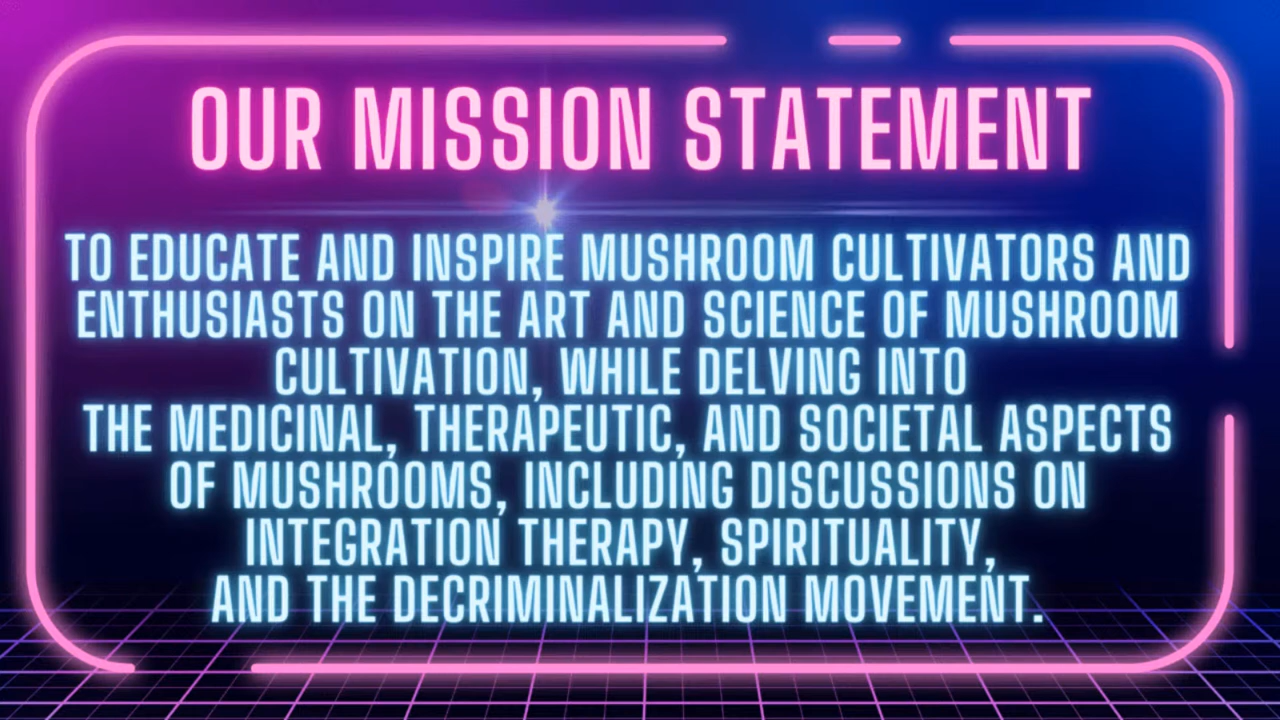 OUR MISSION STATEMENT
TO EDUCATE AND INSPIRE MUSHROOM CULTIVATORS AND
ENTHUSIASTS ON THE ART AND SCIENCE OF MUSHROOM
CULTIVATION, WHILE DELVING INTO
THE MEDICINAL, THERAPEUTIC, AND SOCIETAL ASPECTS
OF MUSHROOMS, INCLUDING DISCUSSIONS ON
INTEGRATION THERAPY, SPIRITUALITY,
AND THE DECRIMINALIZATION MOVEMENT.